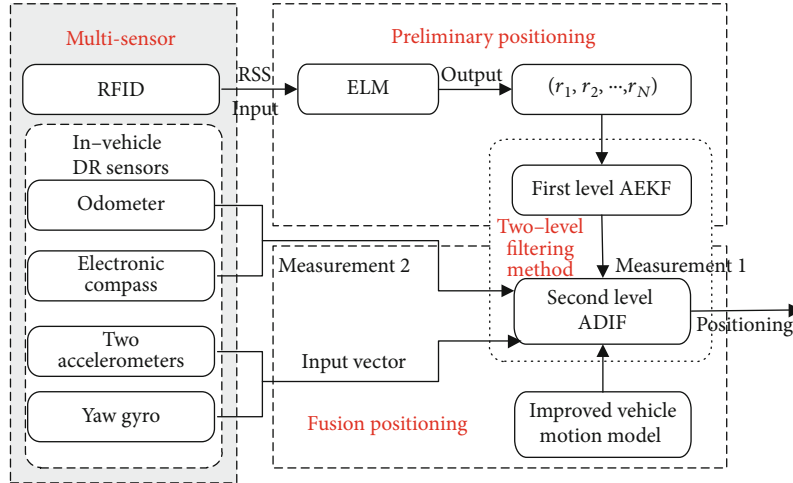 Multi-sensor
RFID
In-vehicle
DR sensors
Odometer
Electronic
compass
Two
accelerometers
Yaw gyro
RSS
Input
Preliminary positioning
ELM
Output
(r1, r2, ···,rN)
First level AEKF
Two-level
filtering
method
Measurement 1
Measurement 2
Second level
ADIF
Positioning
Input vector
Fusion positioning
Improved vehicle
motion model